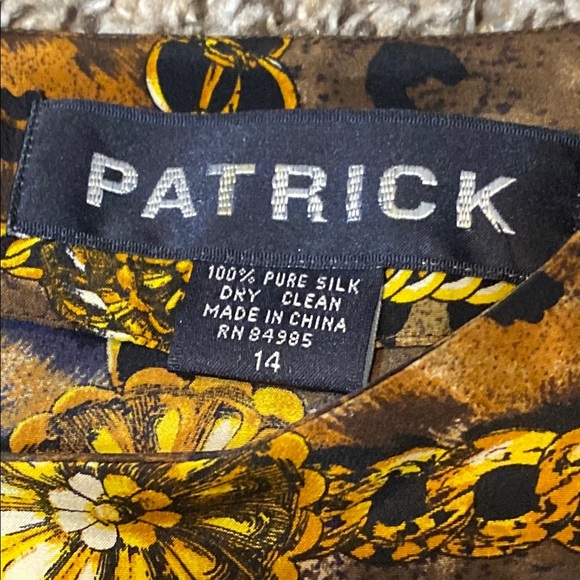 PATRICK
100% PURE SILK
DRY CLEAN
MADE IN CHINA
RN 84985
14